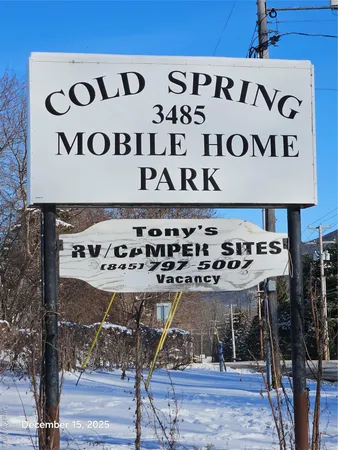 COLD SPRING
3485
MOBILE HOME
PARK
Tony's
RV/CAMPER SITES
(845) 797-5007
Vacancy
December 15, 2025